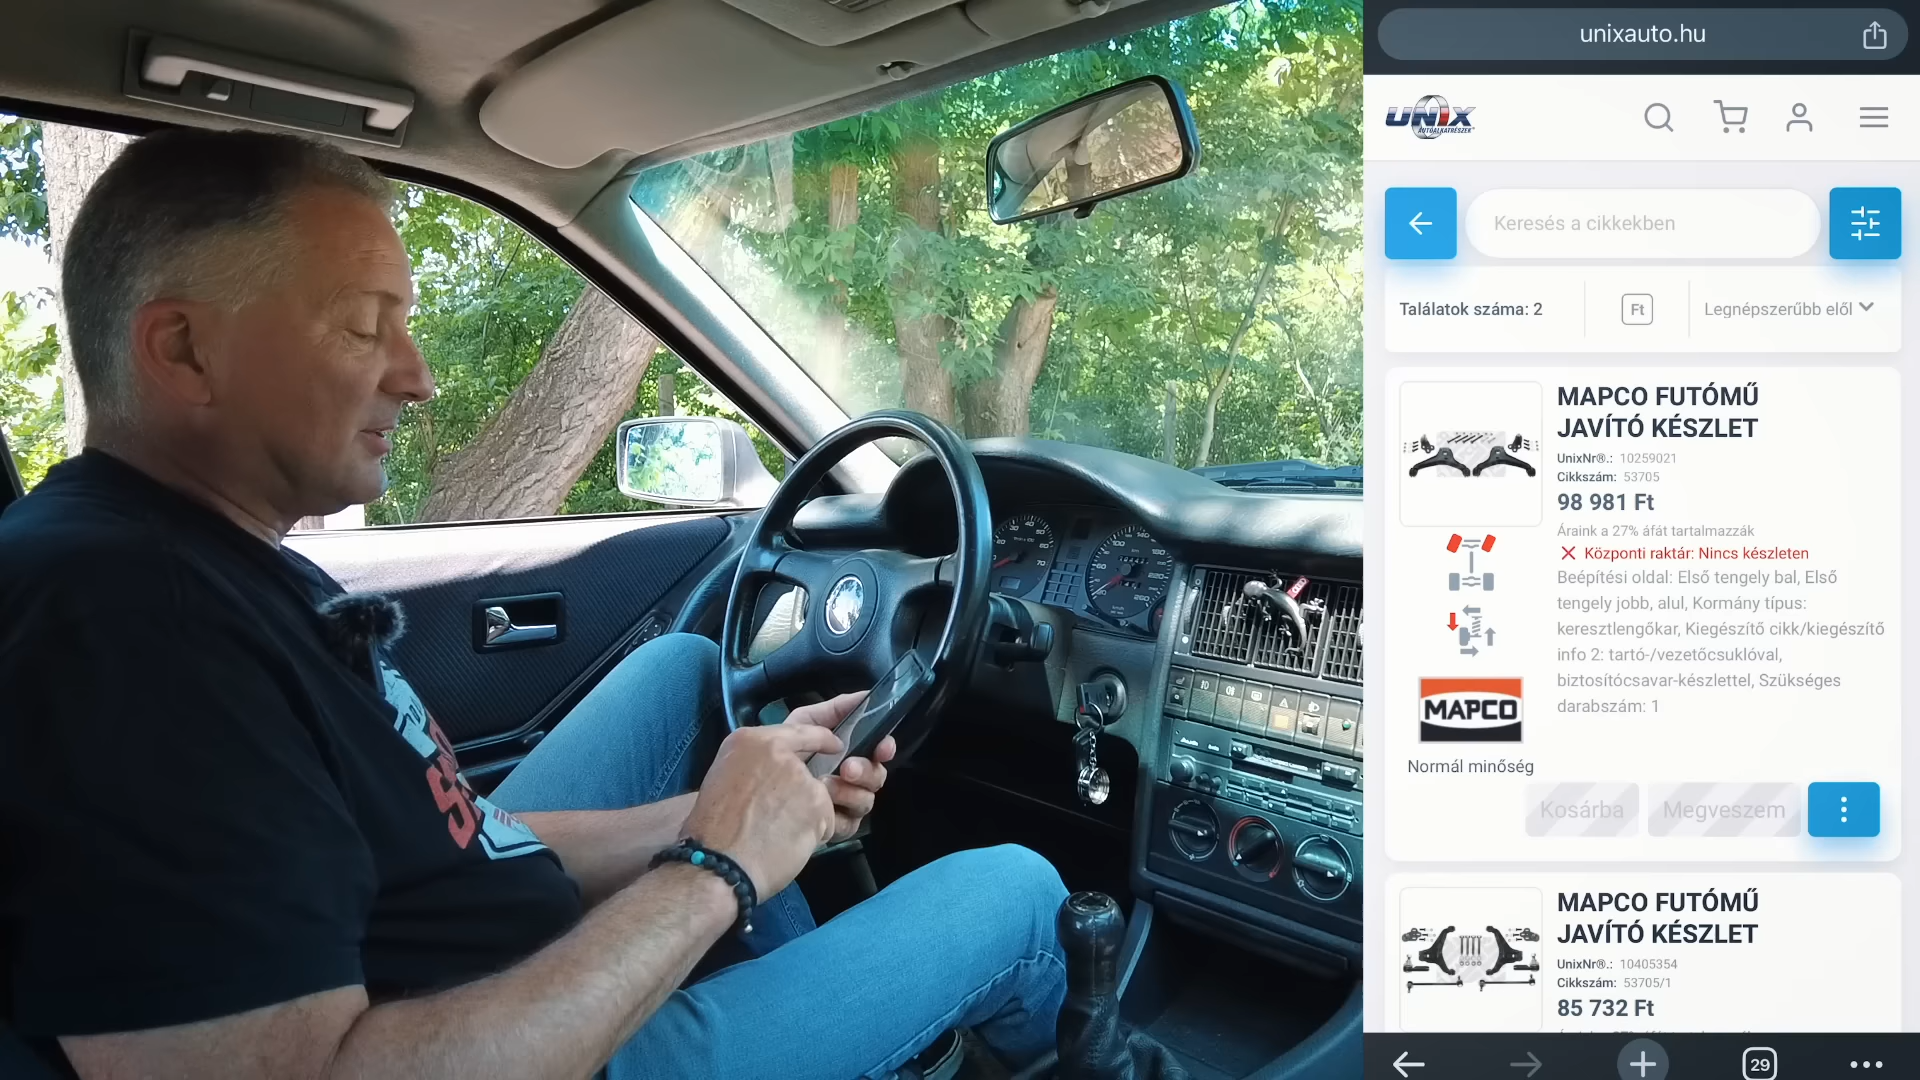 unixauto.hu
UNIX
AUTÓALKATRÉSZEK
Keresés a cikkekben
Találatok száma: 2
Ft
Legnépszerűbb elöl
MAPCO FUTÓMŰ
JAVÍTÓ KÉSZLET
UnixNr®.: 10259021
Cikkszám: 53705
98 981 Ft
Áraink a 27% áfát tartalmazzák
Központi raktár: Nincs készleten
Beépítési oldal: Első tengely bal, Első
tengely jobb, alul, Kormány típus:
keresztlengőkar, Kiegészítő cikk/kiegészítő
info 2: tartó-/vezetőcsuklóval,
biztosítócsavar-készlettel, Szükséges
darabszám: 1
MAPCO
Normál minőség
Kosárba
Megveszem
MAPCO FUTÓMŰ
JAVÍTÓ KÉSZLET
UnixNr®.: 10405354
Cikkszám: 53705/1
85 732 Ft
29